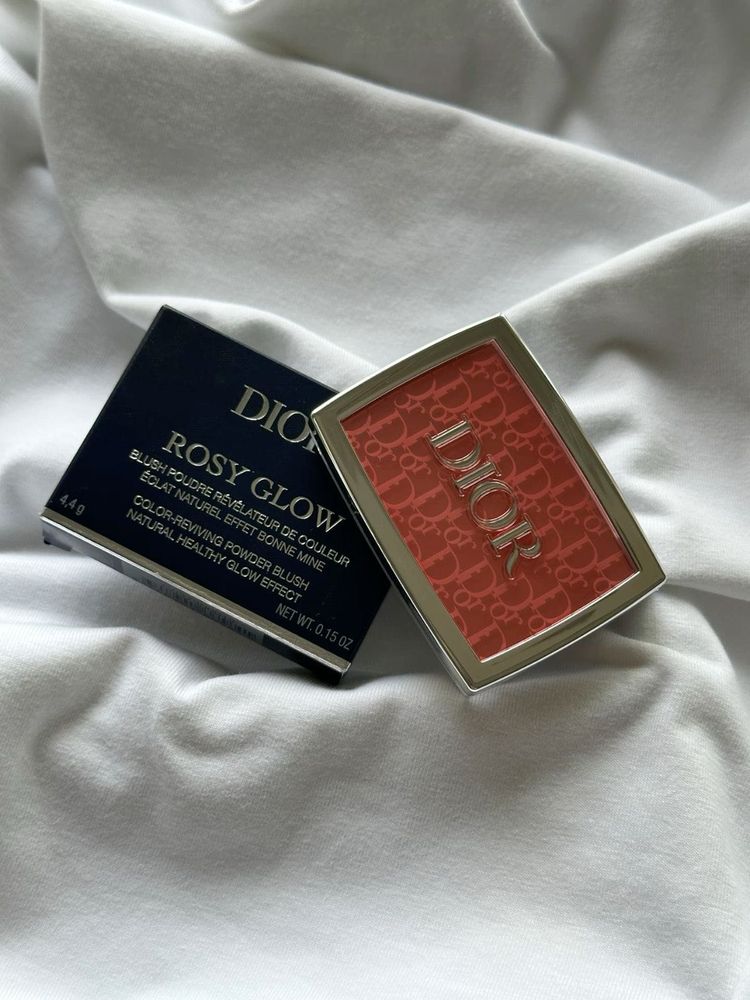 DIOR
ROSY GLOW
BLUSH POUDRE RÉVÉLATEUR DE COULEUR
ÉCLAT NATUREL EFFET BONNE MINE
COLOR-REVIVING POWDER BLUSH
NATURAL HEALTHY GLOW EFFECT
4,4 g
NET WT. 0.15 OZ
DIOR